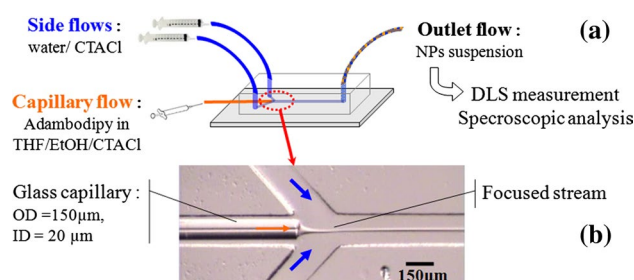 Side flows :
water/ CTACl
Capillary flow :
Adambodipy in
THF/EtOH/CTACl
Outlet flow :
NPs suspension
DLS measurement
Specroscopic analysis
(a)
Glass capillary :
OD =150µm,
ID = 20 µm
Focused stream
(b)
150µm